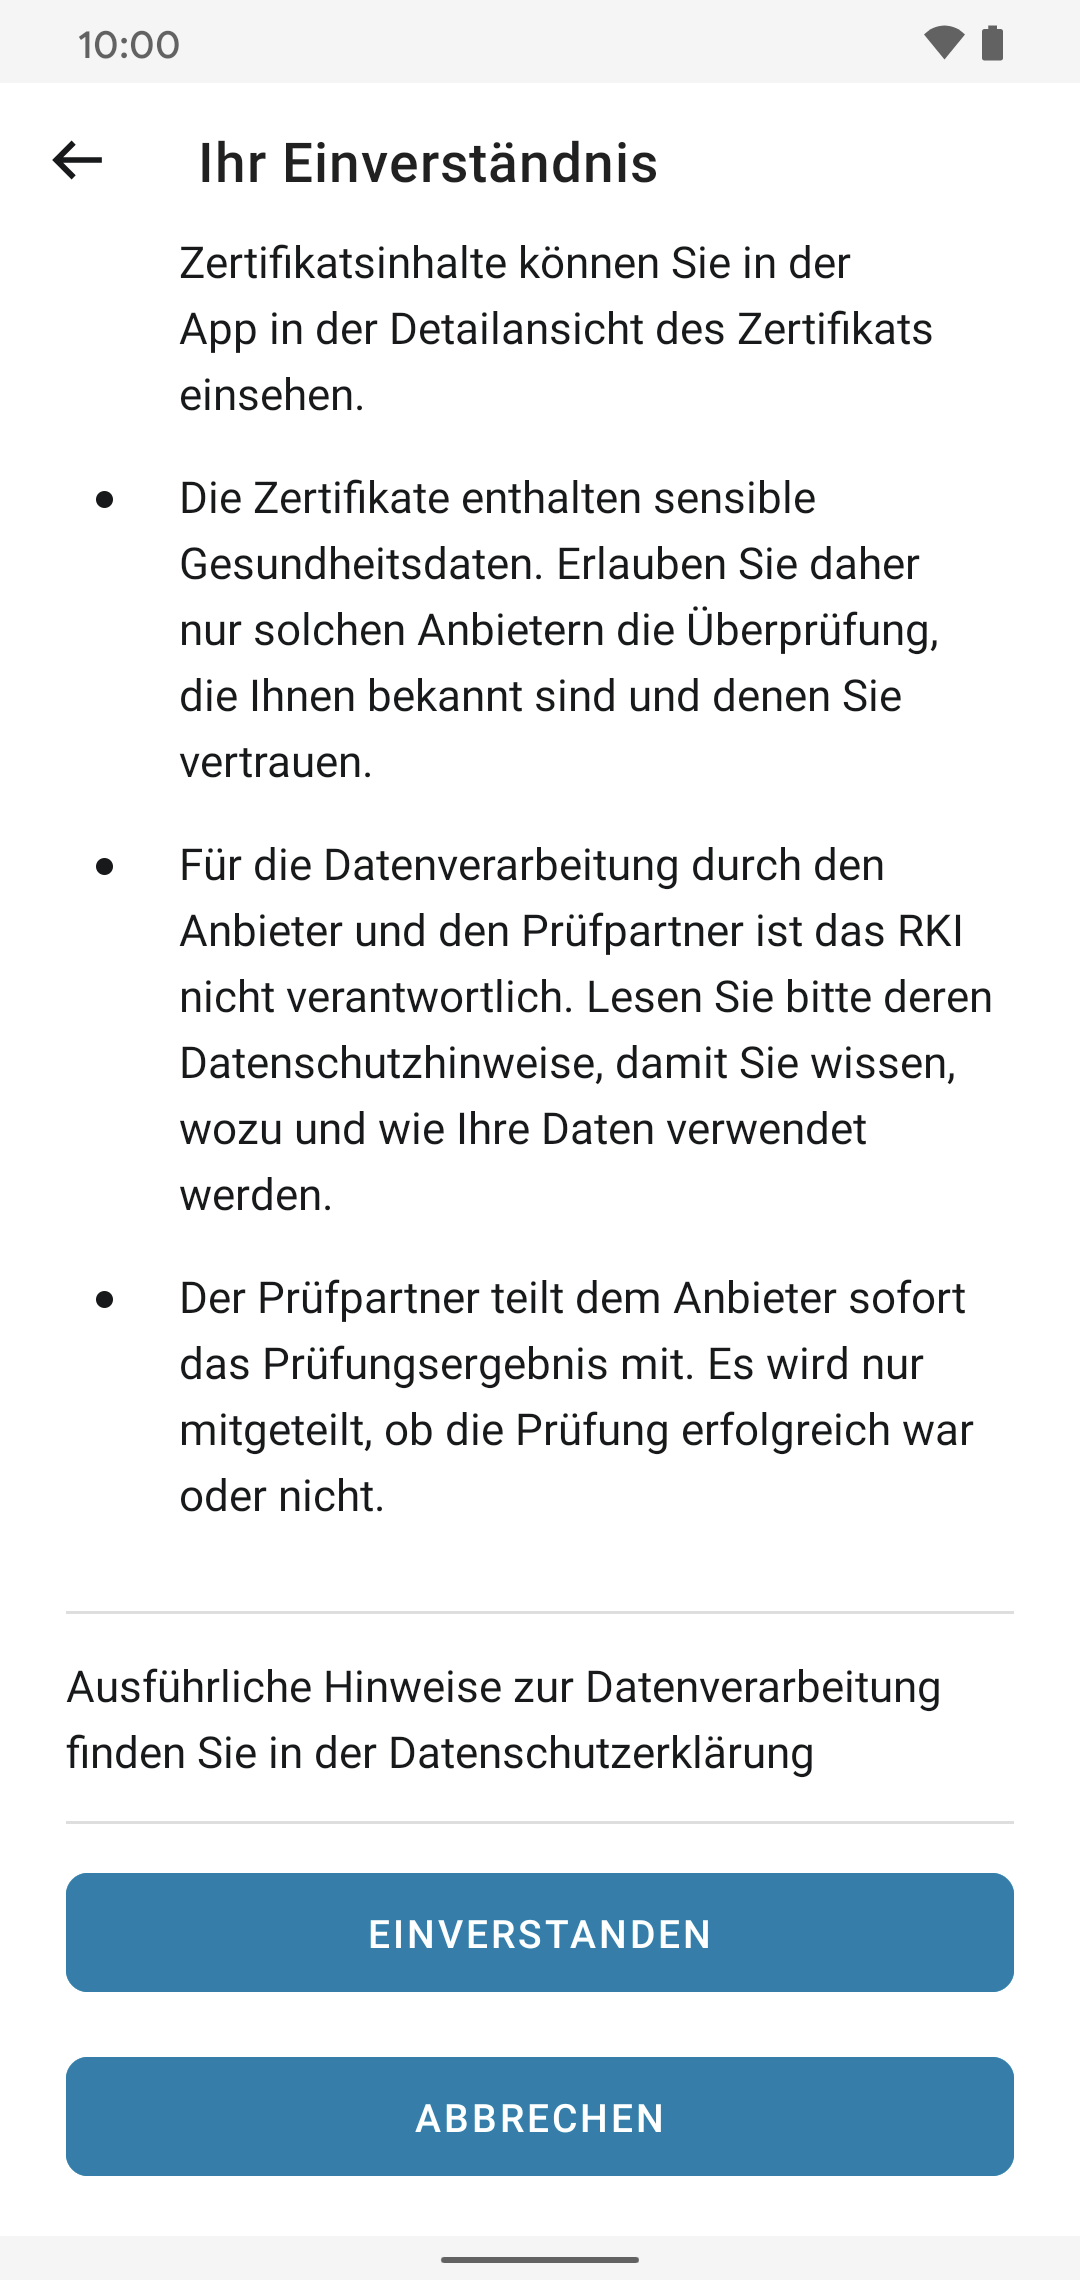 10:00
Ihr Einverständnis
Zertifikatsinhalte können Sie in der
App in der Detailansicht des Zertifikats
einsehen.
Die Zertifikate enthalten sensible
Gesundheitsdaten. Erlauben Sie daher
nur solchen Anbietern die Überprüfung,
die Ihnen bekannt sind und denen Sie
vertrauen.
Für die Datenverarbeitung durch den
Anbieter und den Prüfpartner ist das RKI
nicht verantwortlich. Lesen Sie bitte deren
Datenschutzhinweise, damit Sie wissen,
wozu und wie Ihre Daten verwendet
werden.
Der Prüfpartner teilt dem Anbieter sofort
das Prüfungsergebnis mit. Es wird nur
mitgeteilt, ob die Prüfung erfolgreich war
oder nicht.
Ausführliche Hinweise zur Datenverarbeitung
finden Sie in der Datenschutzerklärung
EINVERSTANDEN
ABBRECHEN